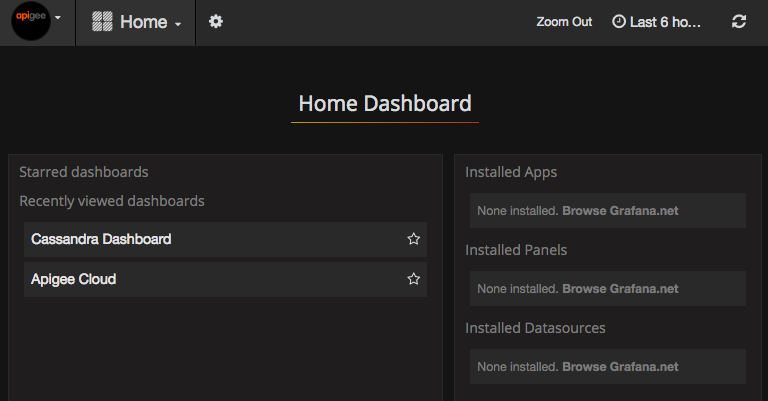 apigee
Home
Zoom Out
Last 6 ho...
Home Dashboard
Starred dashboards
Recently viewed dashboards
Cassandra Dashboard
Apigee Cloud
Installed Apps
None installed. Browse Grafana.net
Installed Panels
None installed. Browse Grafana.net
Installed Datasources
None installed. Browse Grafana.net